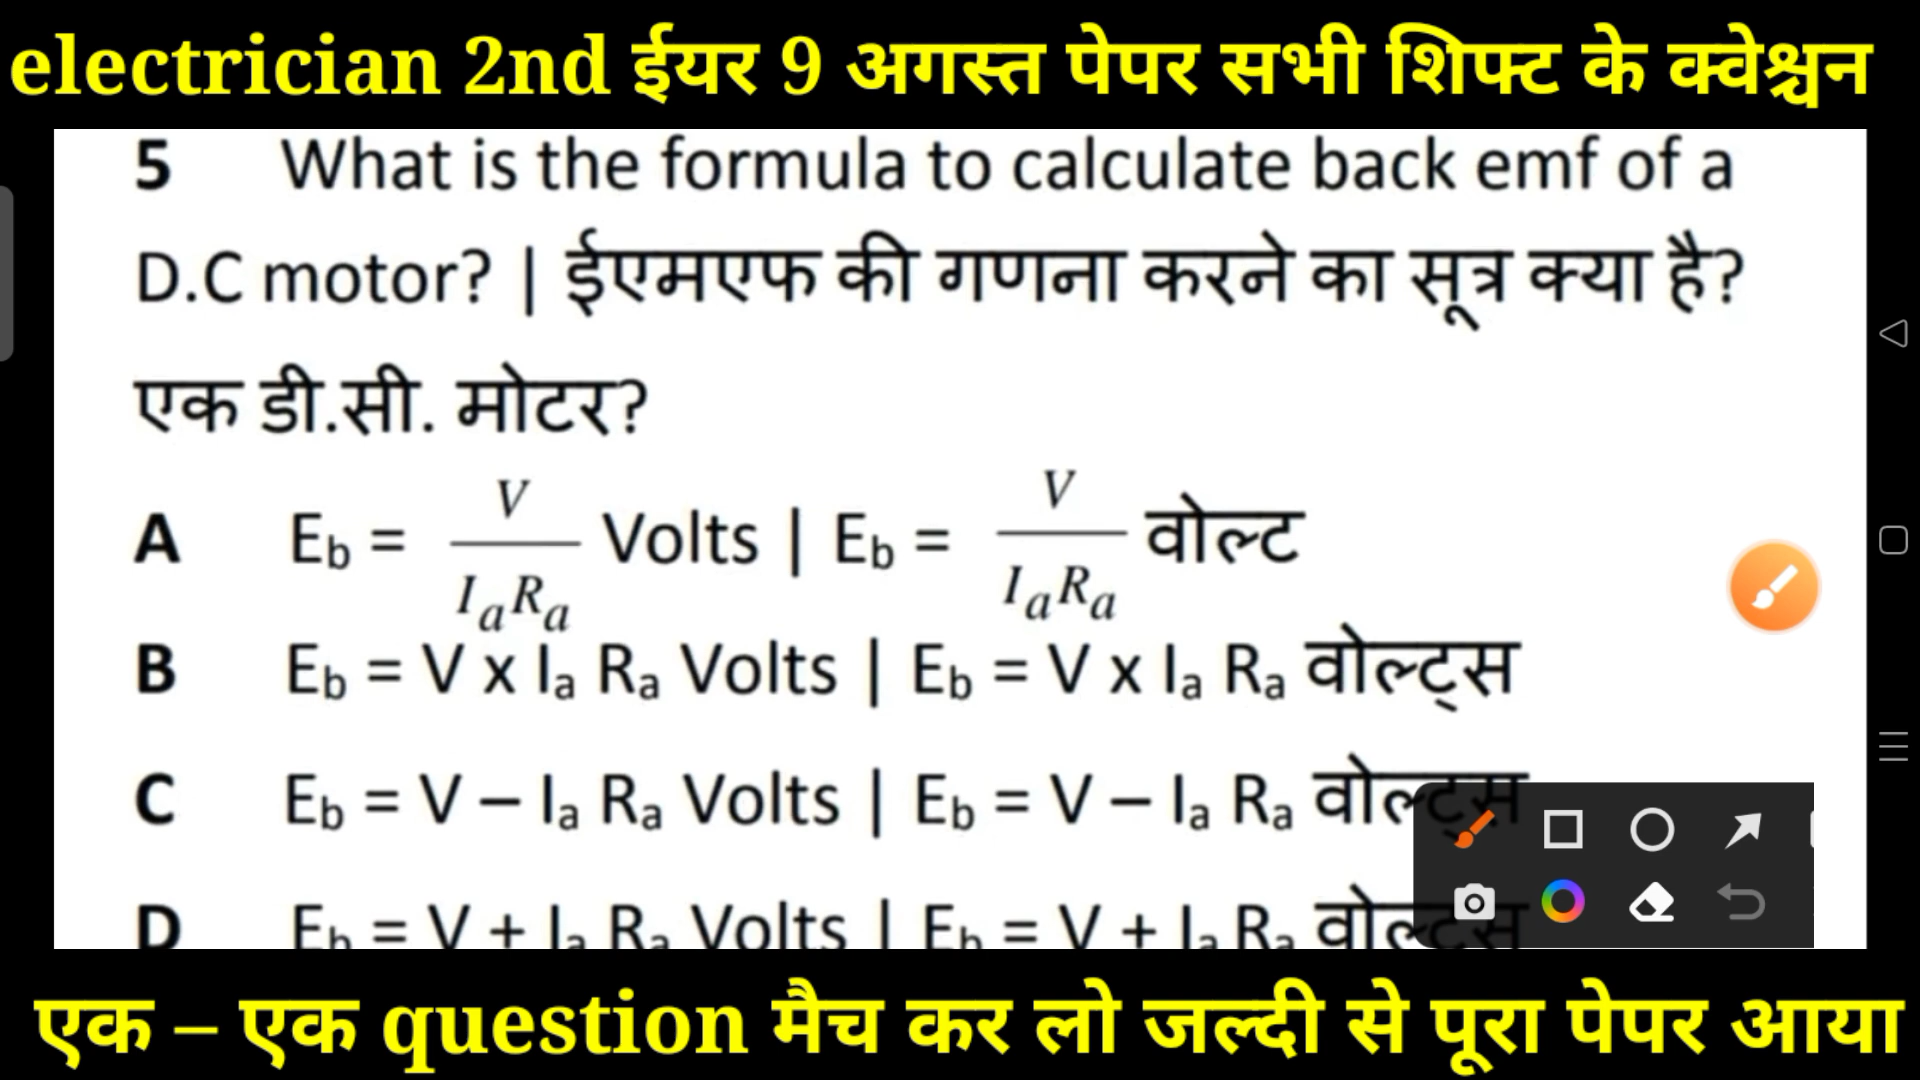 electrician 2nd ईयर 9 अगस्त पेपर सभी शिफ्ट के क्वेश्चन
5 What is the formula to calculate back emf of a
D.C motor? | ईएमएफ की गणना करने का सूत्र क्या है?
एक डी.सी. मोटर?
A Eb = V / IaRa Volts | Eb = V / IaRa वोल्ट
B Eb = V x Ia Ra Volts | Eb = V x Ia Ra वोल्ट्स
C Eb = V – Ia Ra Volts | Eb = V – Ia Ra वोल्ट्स
D Eb = V + Ia Ra Volts | Eb = V + Ia Ra वोल्ट्स
एक – एक question मैच कर लो जल्दी से पूरा पेपर आया